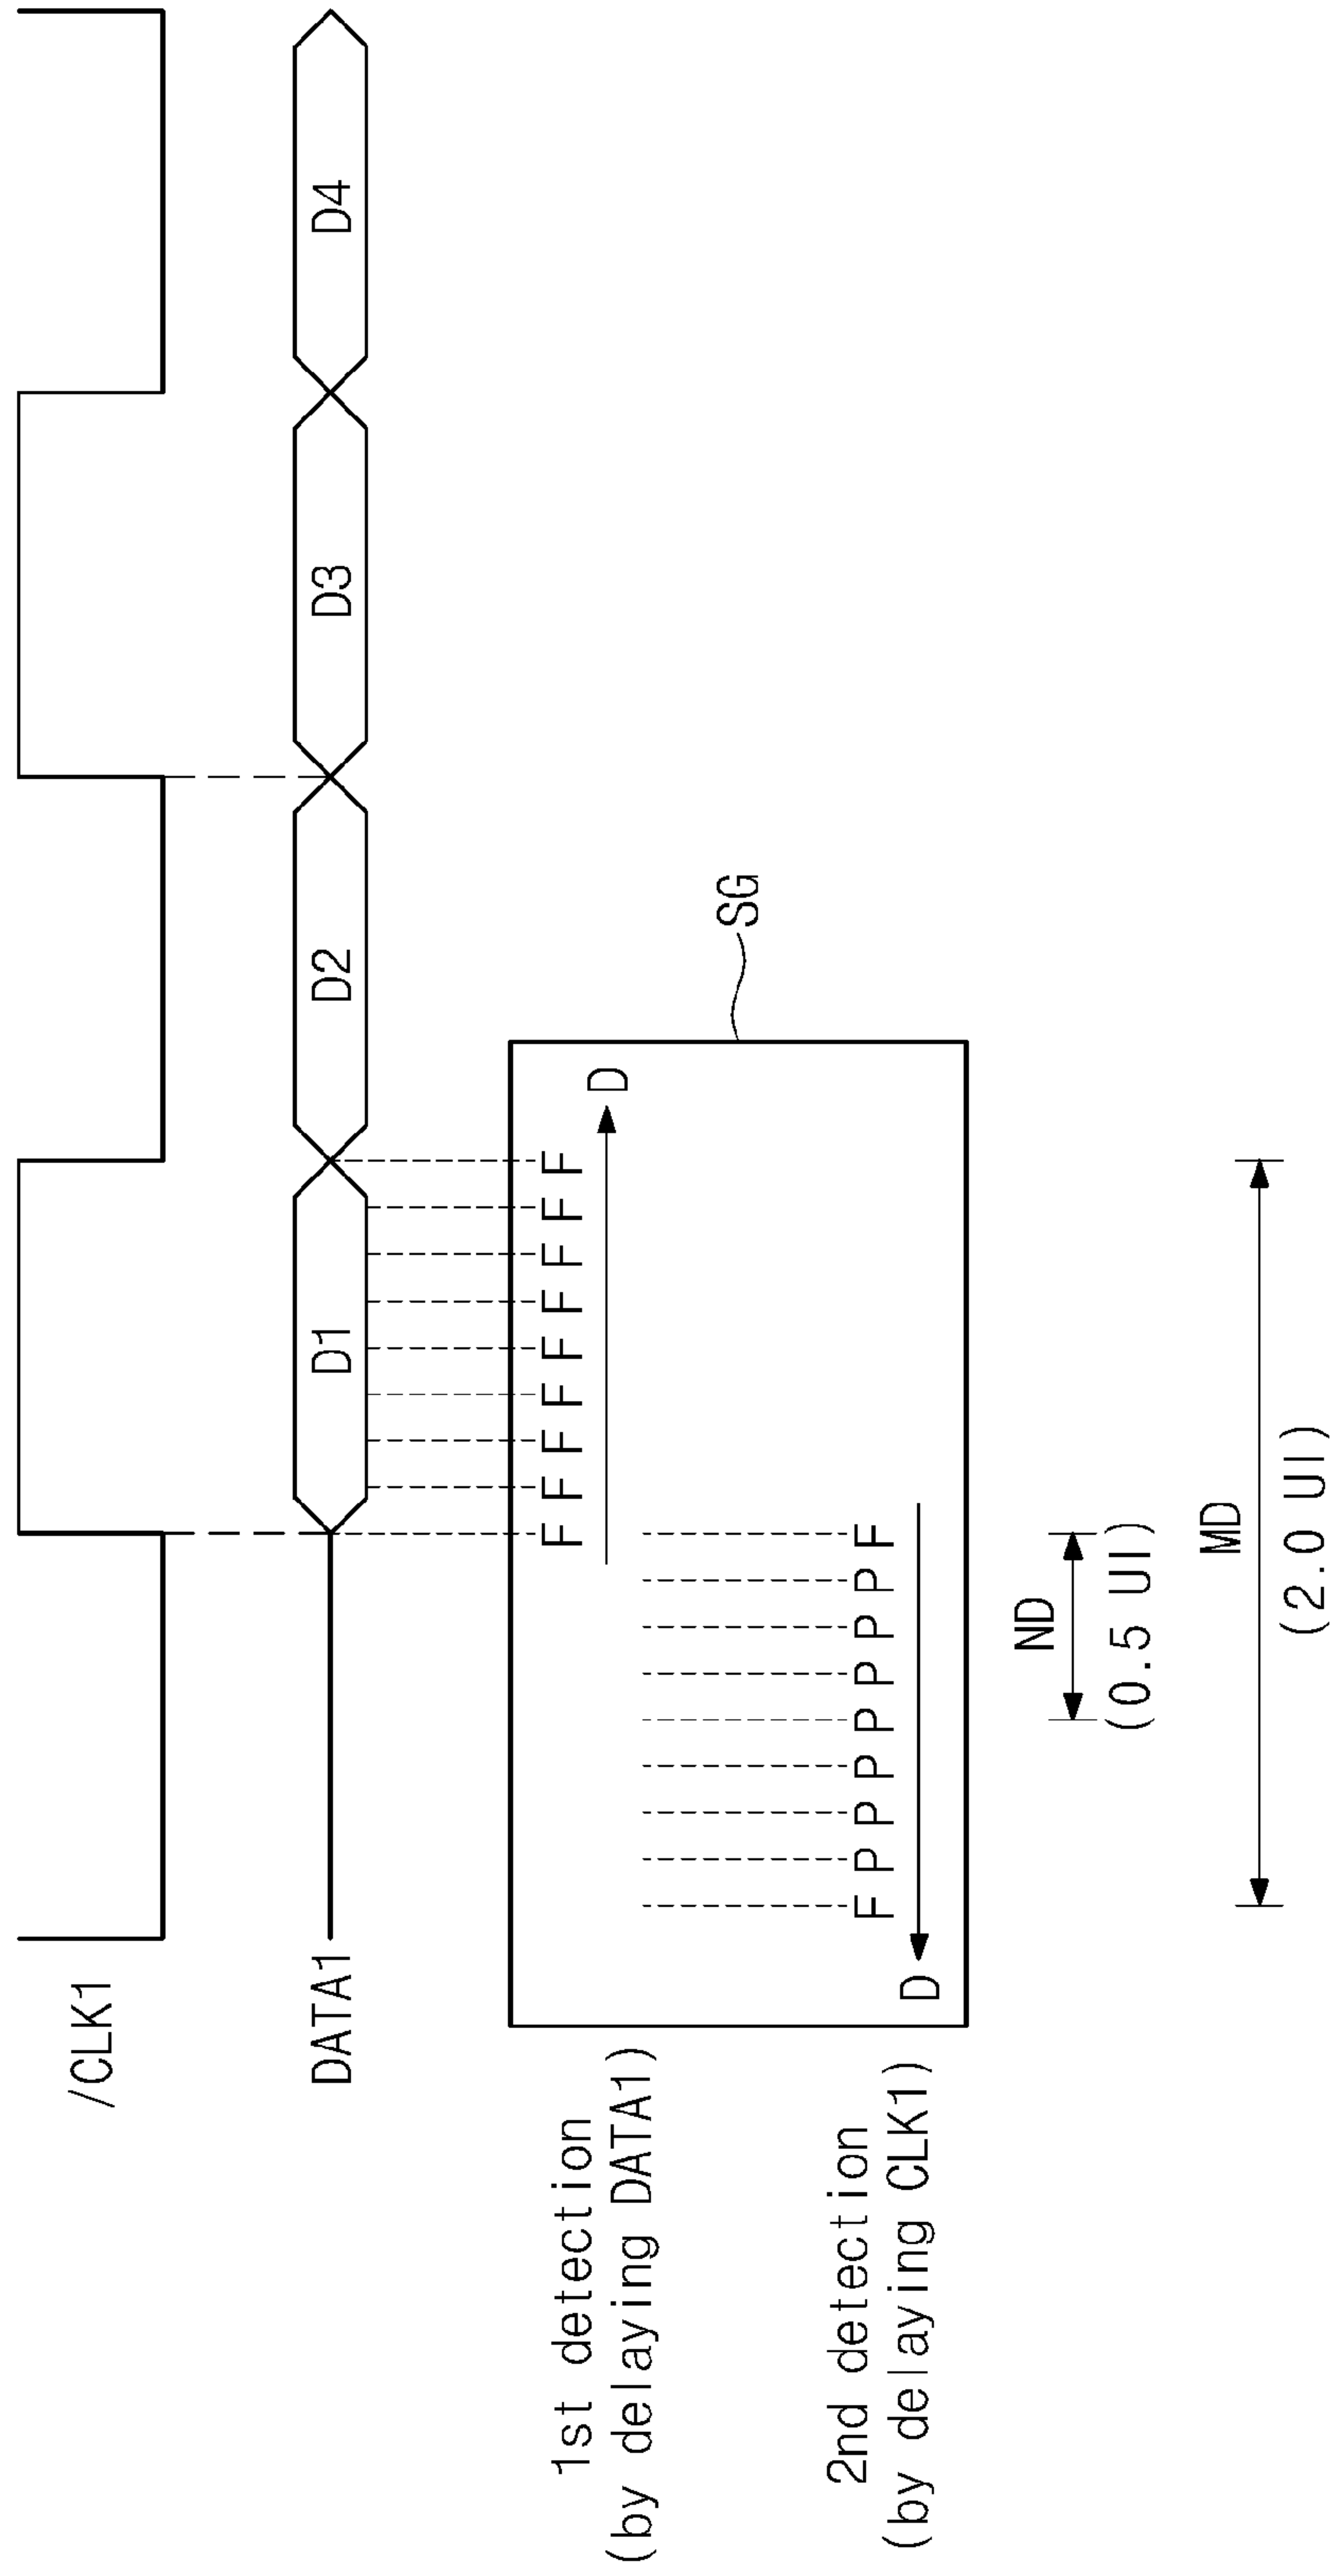 /CLK1
DATA1 D1 D2 D3 D4
1st detection
(by delaying DATA1)
F F F F F F F F F
D
SG
2nd detection
(by delaying CLK1)
F P P P P P P P F
D
ND
(0.5 UI)
MD
(2.0 UI)